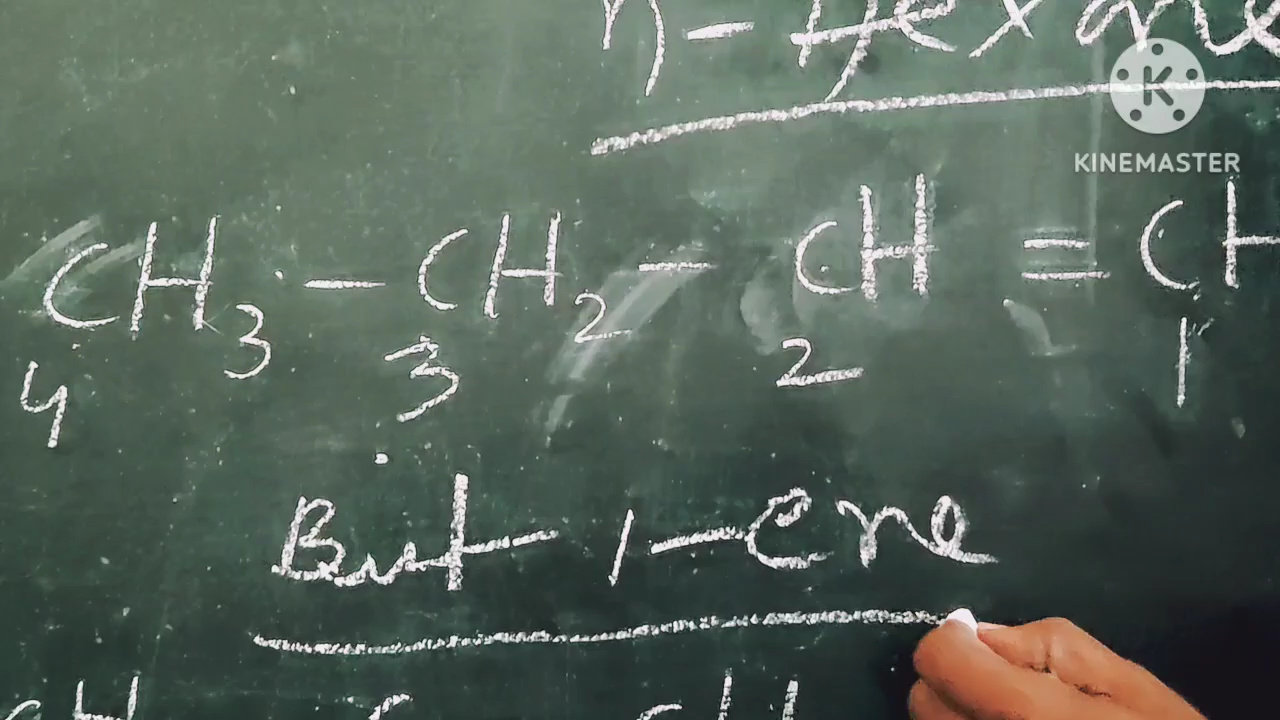 n-Hexane
KINEMASTER
CH3 - CH2 - CH = CH
4 3 2 1
But-1-ene